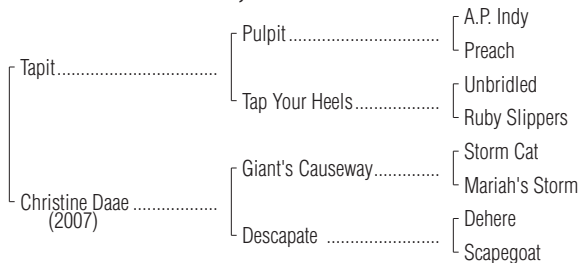 A.P. Indy
Pulpit
Preach
Tapit
Unbridled
Tap Your Heels
Ruby Slippers
Storm Cat
Giant's Causeway
Mariah's Storm
Christine Daae
(2007)
Dehere
Descapate
Scapegoat